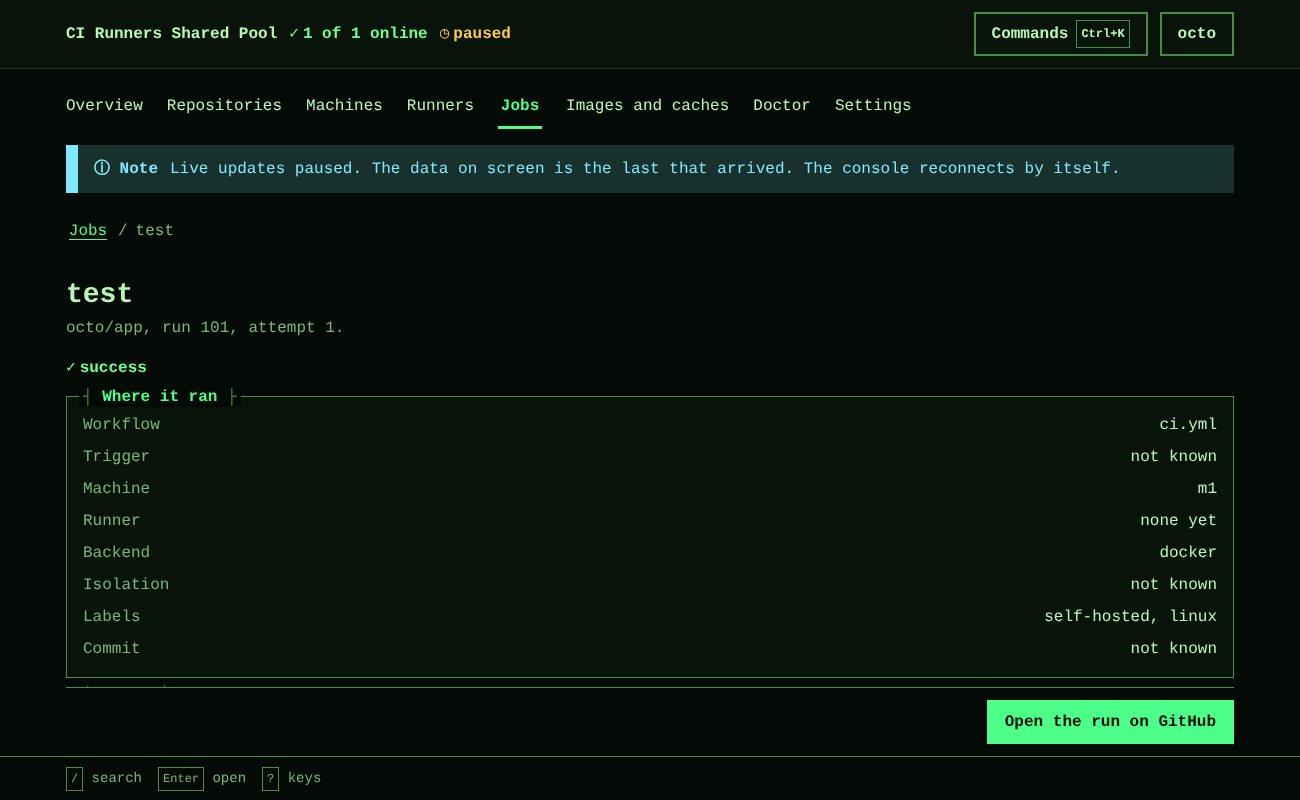 CI Runners Shared Pool ✓ 1 of 1 online ◷ paused Commands Ctrl+K octo
Overview Repositories Machines Runners Jobs Images and caches Doctor Settings
ⓘ Note Live updates paused. The data on screen is the last that arrived. The console reconnects by itself.
Jobs / test
test
octo/app, run 101, attempt 1.
✓ success
┤ Where it ran ├
Workflow ci.yml
Trigger not known
Machine m1
Runner none yet
Backend docker
Isolation not known
Labels self-hosted, linux
Commit not known
Open the run on GitHub
/ search Enter open ? keys